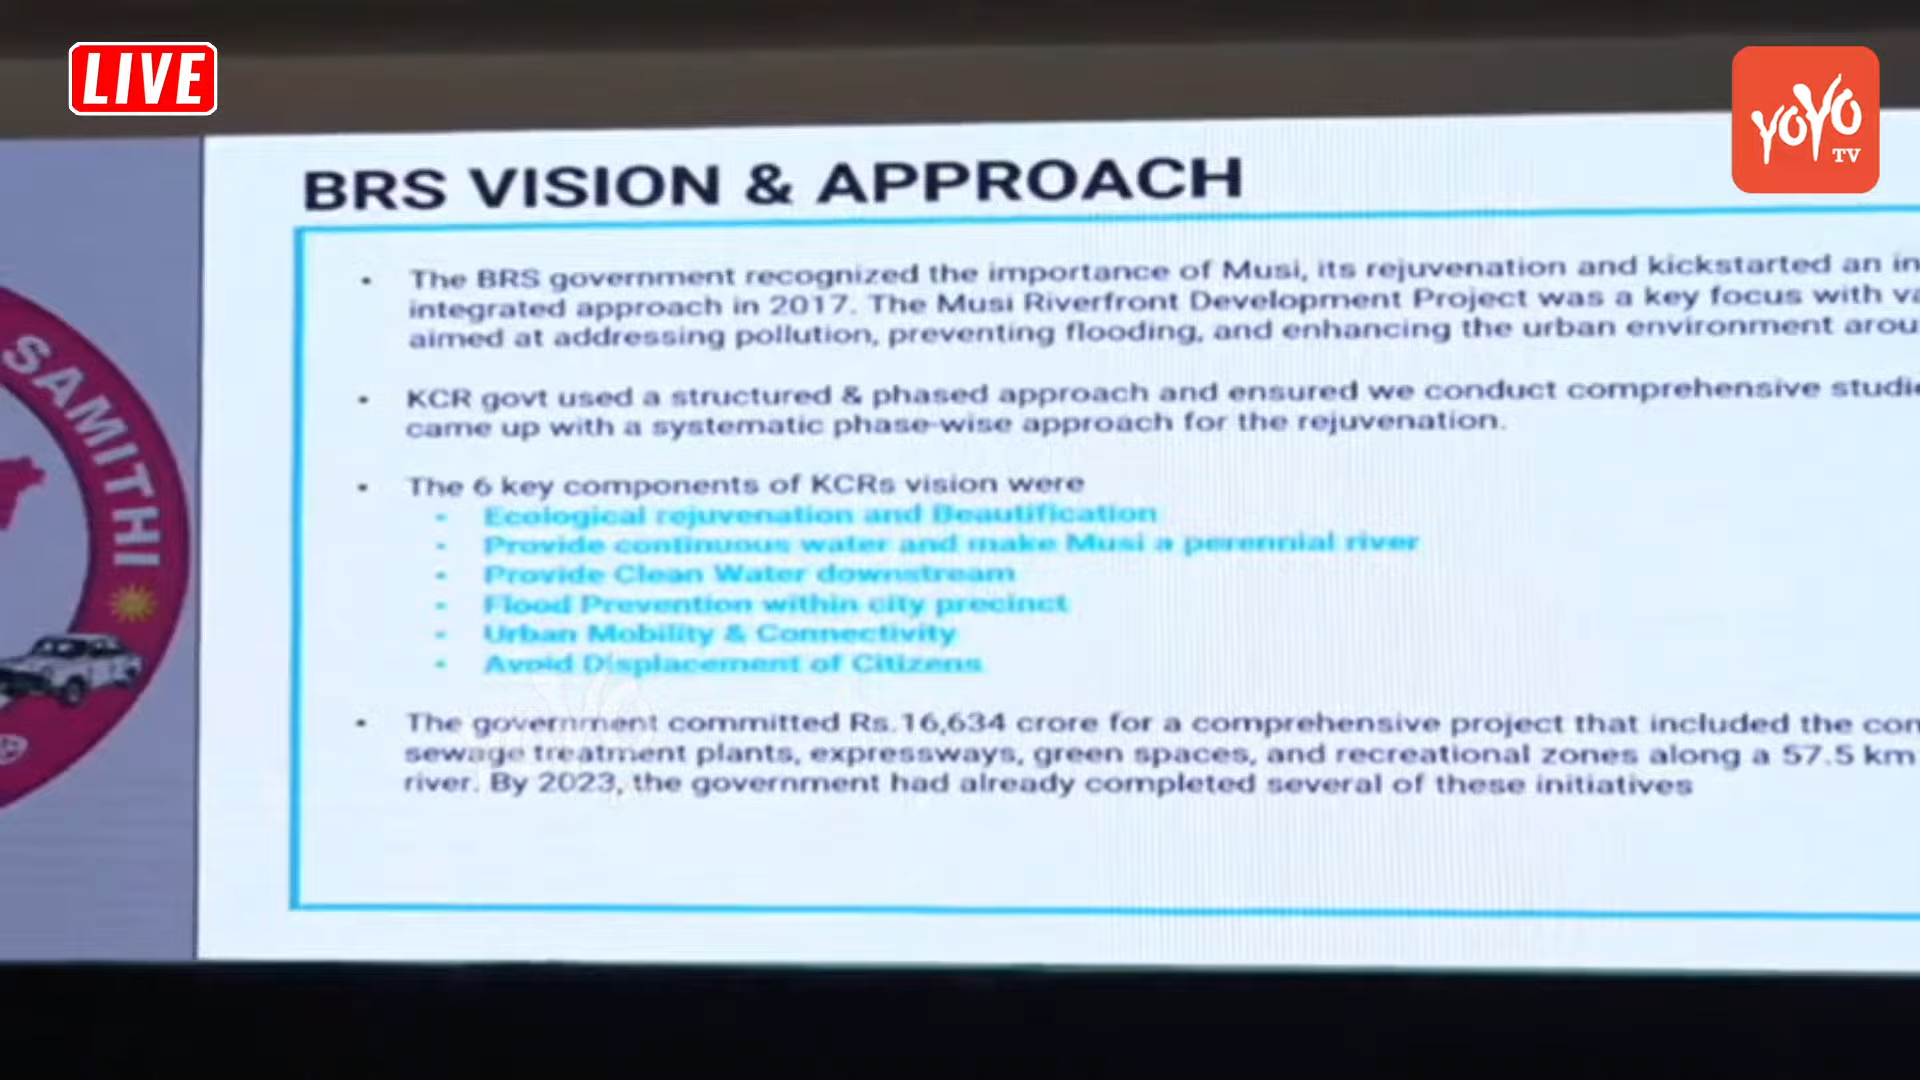 LIVE
YOYO
TV
BRS VISION & APPROACH
SAMITHI
• The BRS government recognized the importance of Musi, its rejuvenation and kickstarted an
integrated approach in 2017. The Musi Riverfront Development Project was a key focus with
aimed at addressing pollution, preventing flooding, and enhancing the urban environment
• KCR govt used a structured & phased approach and ensured we conduct comprehensive
came up with a systematic phase-wise approach for the rejuvenation.
• The 6 key components of KCRs vision were
• Ecological rejuvenation and Beautification
• Provide continuous water and make Musi a perennial river
• Provide Clean Water downstream
• Flood Prevention within city precinct
• Urban Mobility & Connectivity
• Avoid Displacement of Citizens
• The government committed Rs.16,634 crore for a comprehensive project that included the
sewage treatment plants, expressways, green spaces, and recreational zones along a 57.5 km
river. By 2023, the government had already completed several of these initiatives